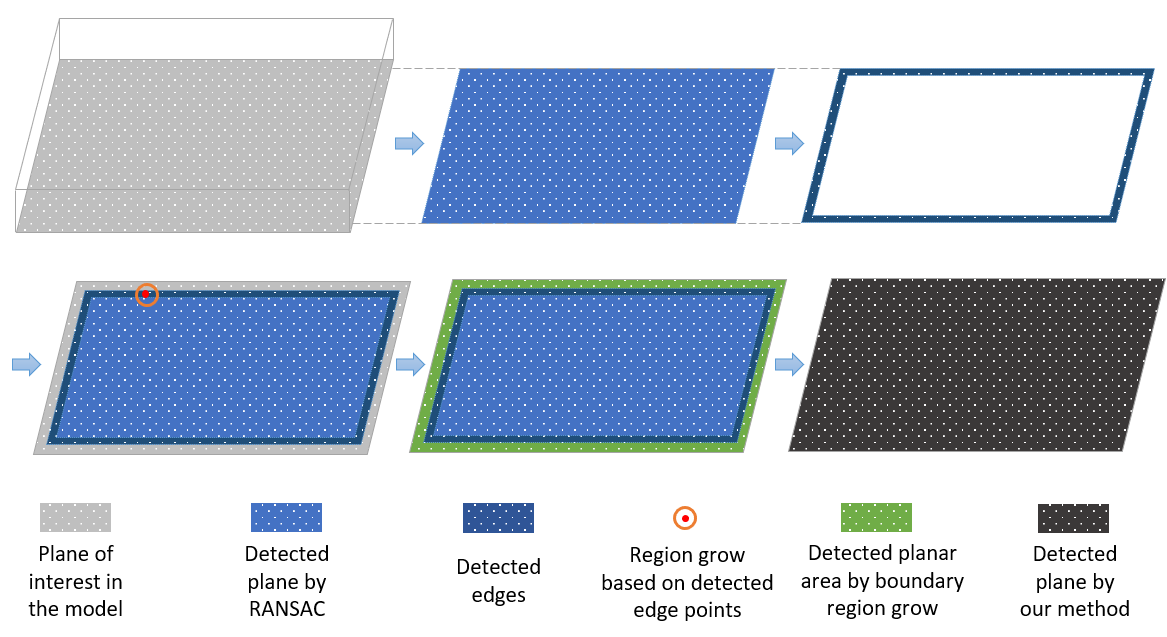 Plane of
interest in
the model
Detected
plane by
RANSAC
Detected
edges
Region grow
based on detected
edge points
Detected planar
area by boundary
region grow
Detected
plane by
our method